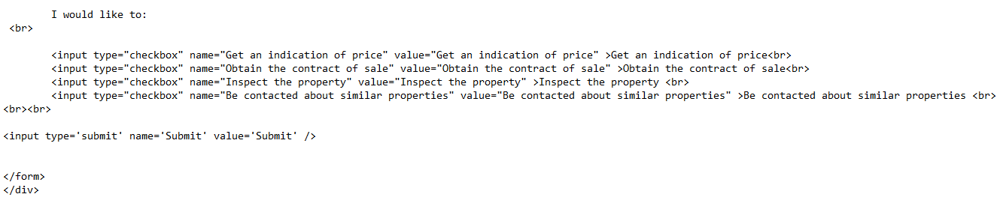 I would like to:
<br>
<input type="checkbox" name="Get an indication of price" value="Get an indication of price" >Get an indication of price<br>
<input type="checkbox" name="Obtain the contract of sale" value="Obtain the contract of sale" >Obtain the contract of sale<br>
<input type="checkbox" name="Inspect the property" value="Inspect the property" >Inspect the property <br>
<input type="checkbox" name="Be contacted about similar properties" value="Be contacted about similar properties" >Be contacted about similar properties <br>
<br><br>
<input type='submit' name='Submit' value='Submit' />
</form>
</div>